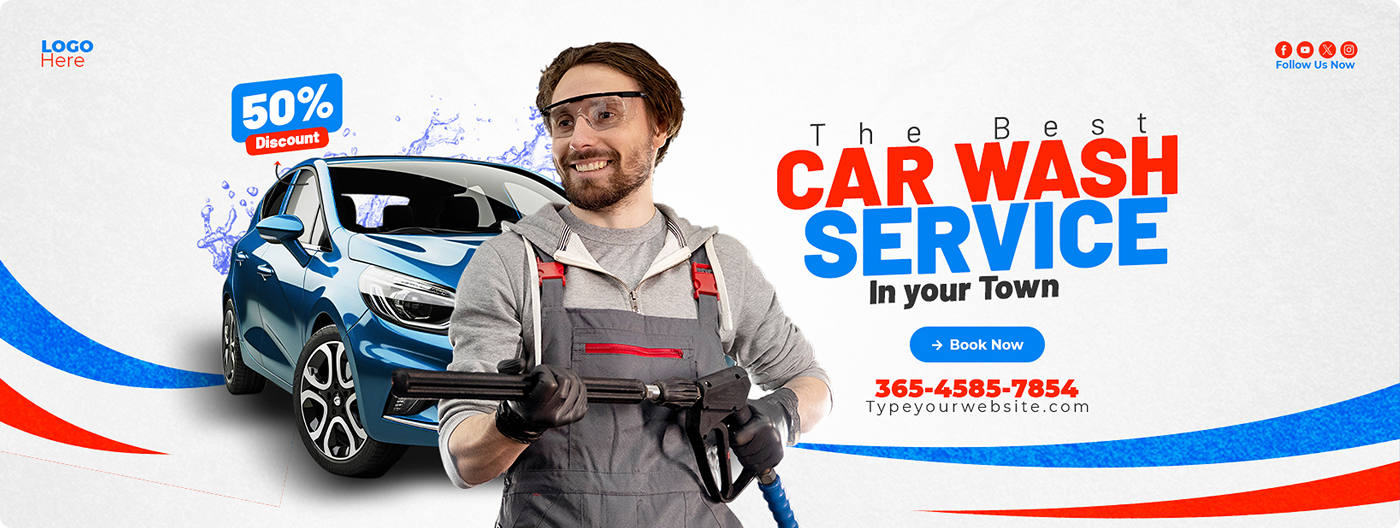 LOGO
Here
50%
Discount
Follow Us Now
The Best
CAR WASH
SERVICE
In your Town
→ Book Now
365-4585-7854
Typeyourwebsite.com